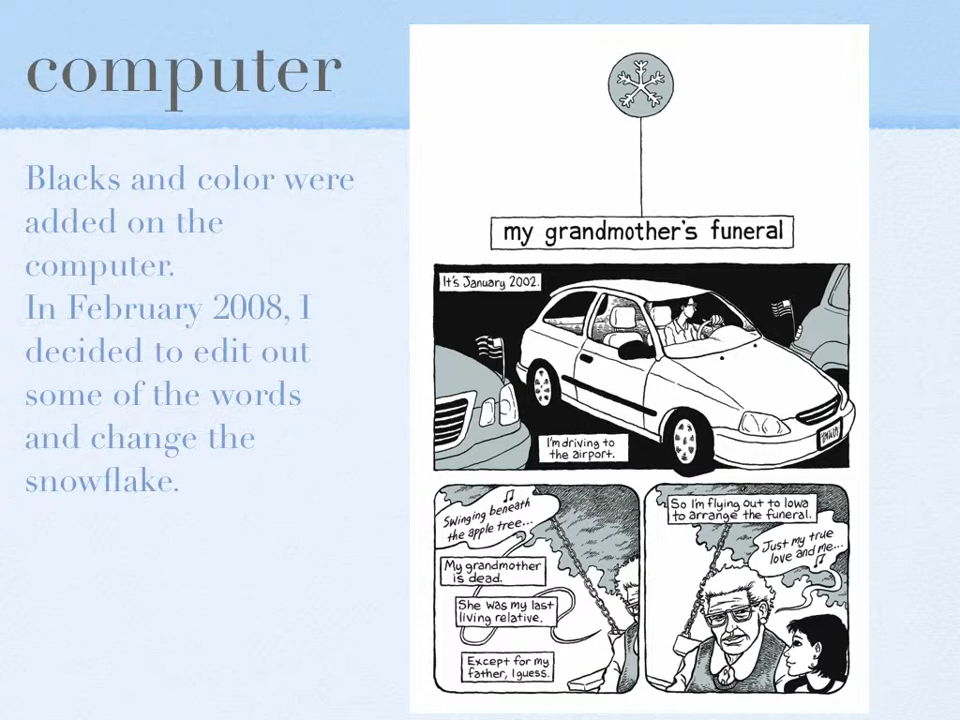 computer
Blacks and color were
added on the
computer.
In February 2008, I
decided to edit out
some of the words
and change the
snowflake.
my grandmother's funeral
It's January 2002.
I'm driving to
the airport.
Swinging beneath
the apple tree...
My grandmother
is dead.
She was my last
living relative.
Except for my
father, I guess.
So I'm flying out to Iowa
to arrange the funeral.
Just my true
love and me...